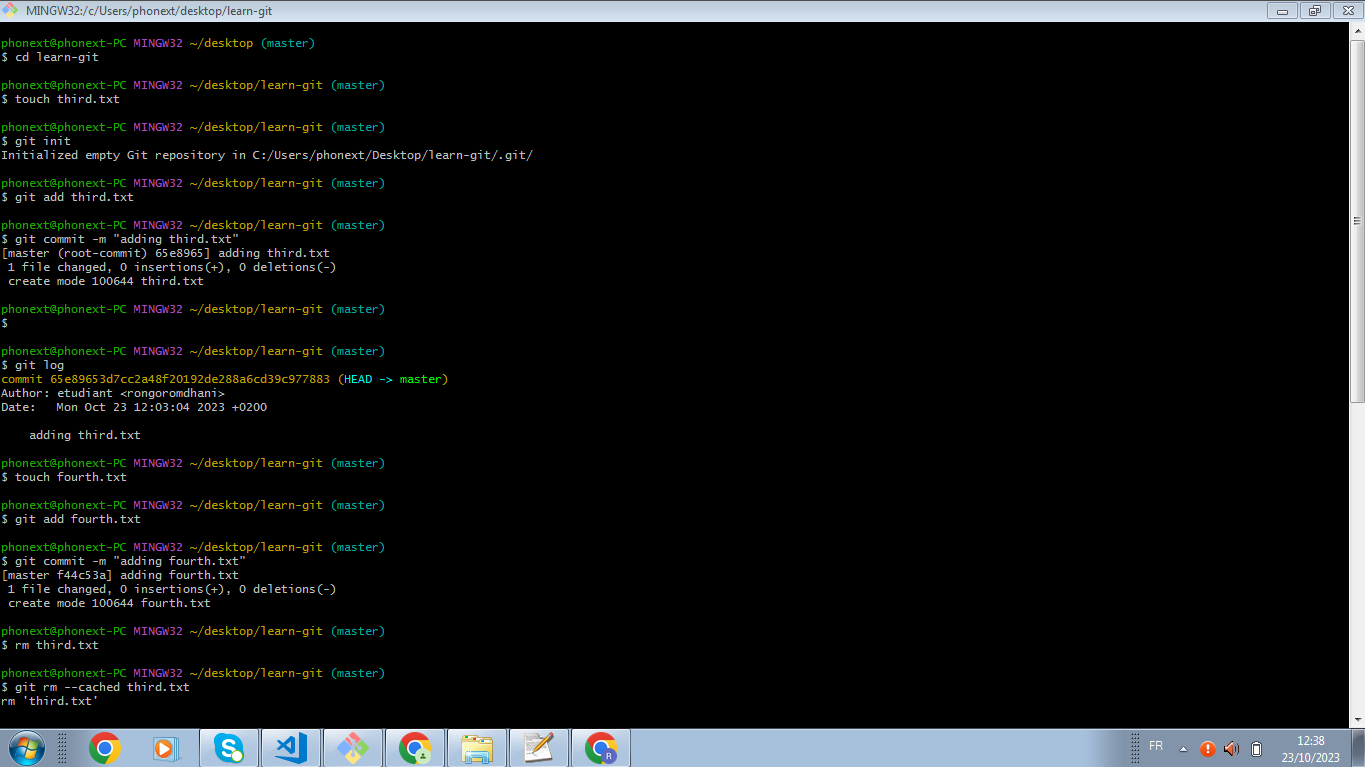 MINGW32:/c/Users/phonext/desktop/learn-git
phonext@phonext-PC MINGW32 ~/desktop (master)
$ cd learn-git
phonext@phonext-PC MINGW32 ~/desktop/learn-git (master)
$ touch third.txt
phonext@phonext-PC MINGW32 ~/desktop/learn-git (master)
$ git init
Initialized empty Git repository in C:/Users/phonext/Desktop/learn-git/.git/
phonext@phonext-PC MINGW32 ~/desktop/learn-git (master)
$ git add third.txt
phonext@phonext-PC MINGW32 ~/desktop/learn-git (master)
$ git commit -m "adding third.txt"
[master (root-commit) 65e8965] adding third.txt
 1 file changed, 0 insertions(+), 0 deletions(-)
 create mode 100644 third.txt
phonext@phonext-PC MINGW32 ~/desktop/learn-git (master)
$
phonext@phonext-PC MINGW32 ~/desktop/learn-git (master)
$ git log
commit 65e89653d7cc2a48f20192de288a6cd39c977883 (HEAD -> master)
Author: etudiant <rongoromdhani>
Date:   Mon Oct 23 12:03:04 2023 +0200
    adding third.txt
phonext@phonext-PC MINGW32 ~/desktop/learn-git (master)
$ touch fourth.txt
phonext@phonext-PC MINGW32 ~/desktop/learn-git (master)
$ git add fourth.txt
phonext@phonext-PC MINGW32 ~/desktop/learn-git (master)
$ git commit -m "adding fourth.txt"
[master f44c53a] adding fourth.txt
 1 file changed, 0 insertions(+), 0 deletions(-)
 create mode 100644 fourth.txt
phonext@phonext-PC MINGW32 ~/desktop/learn-git (master)
$ rm third.txt
phonext@phonext-PC MINGW32 ~/desktop/learn-git (master)
$ git rm --cached third.txt
rm 'third.txt'
FR
12:38
23/10/2023